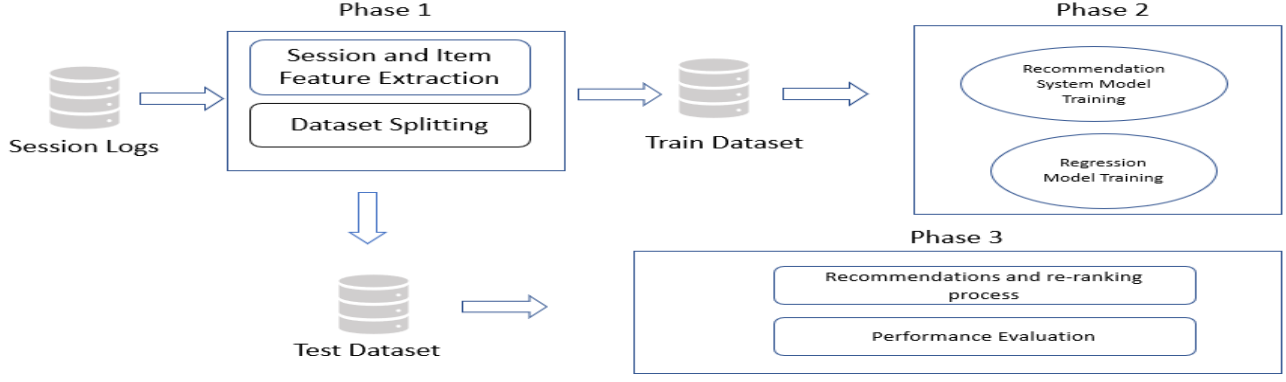 Phase 1
Phase 2
Session and Item
Feature Extraction
Dataset Splitting
Session Logs
Train Dataset
Recommendation
System Model
Training
Regression
Model Training
Phase 3
Recommendations and re-ranking
process
Performance Evaluation
Test Dataset